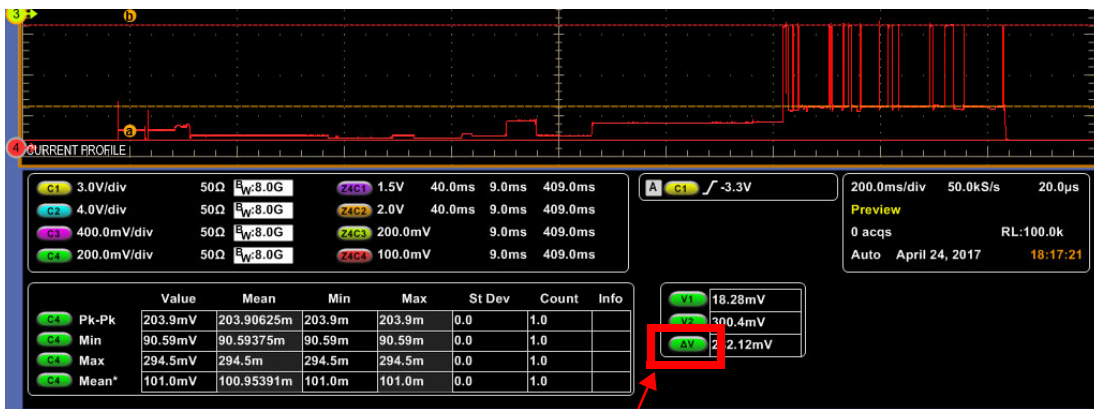 3
b
a
4 CURRENT PROFILE
C1 3.0V/div 50Ω BW:8.0G Z4C1 1.5V 40.0ms 9.0ms 409.0ms
C2 4.0V/div 50Ω BW:8.0G Z4C2 2.0V 40.0ms 9.0ms 409.0ms
C3 400.0mV/div 50Ω BW:8.0G Z4C3 200.0mV 9.0ms 409.0ms
C4 200.0mV/div 50Ω BW:8.0G Z4C4 100.0mV 9.0ms 409.0ms
A C1 -3.3V
200.0ms/div 50.0kS/s 20.0µs
Preview
0 acqs RL:100.0k
Auto April 24, 2017 18:17:21
Value Mean Min Max St Dev Count Info
C4 Pk-Pk 203.9mV 203.90625m 203.9m 203.9m 0.0 1.0
C4 Min 90.59mV 90.59375m 90.59m 90.59m 0.0 1.0
C4 Max 294.5mV 294.5m 294.5m 294.5m 0.0 1.0
C4 Mean* 101.0mV 100.95391m 101.0m 101.0m 0.0 1.0
V1 18.28mV
V2 300.4mV
ΔV